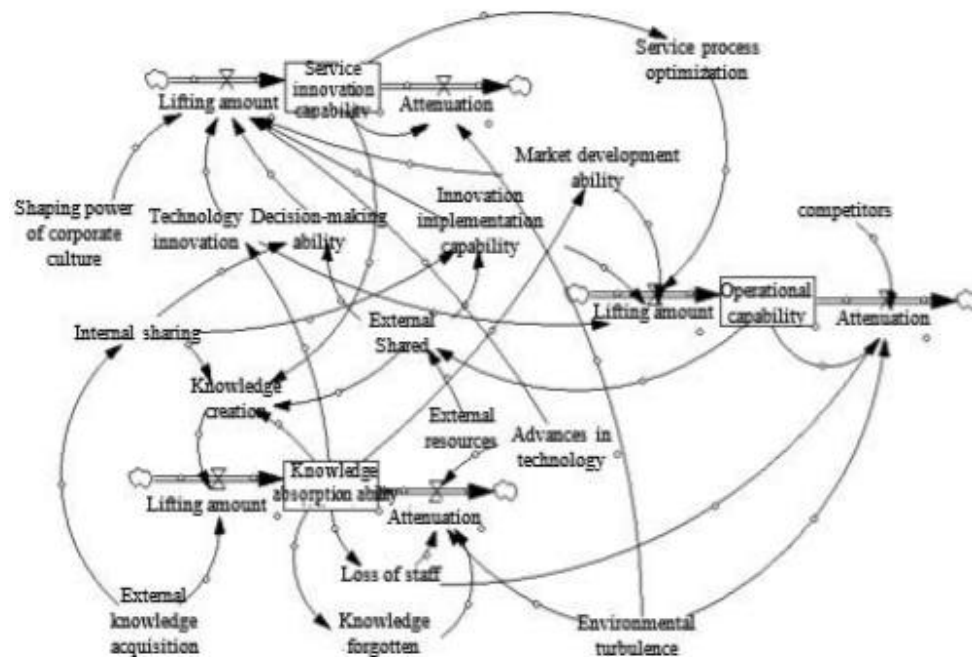 Service process
optimization
Service
innovation
capability
Lifting amount
Attenuation
Market development
ability
Shaping power
of corporate
culture
Technology
innovation
Decision-making
ability
Innovation
implementation
capability
competitors
Operational
capability
Lifting amount
Attenuation
Internal sharing
External
Shared
Knowledge
creation
External
resources
Advances in
technology
Knowledge
absorption ability
Lifting amount
Attenuation
Loss of staff
External
knowledge
acquisition
Knowledge
forgotten
Environmental
turbulence